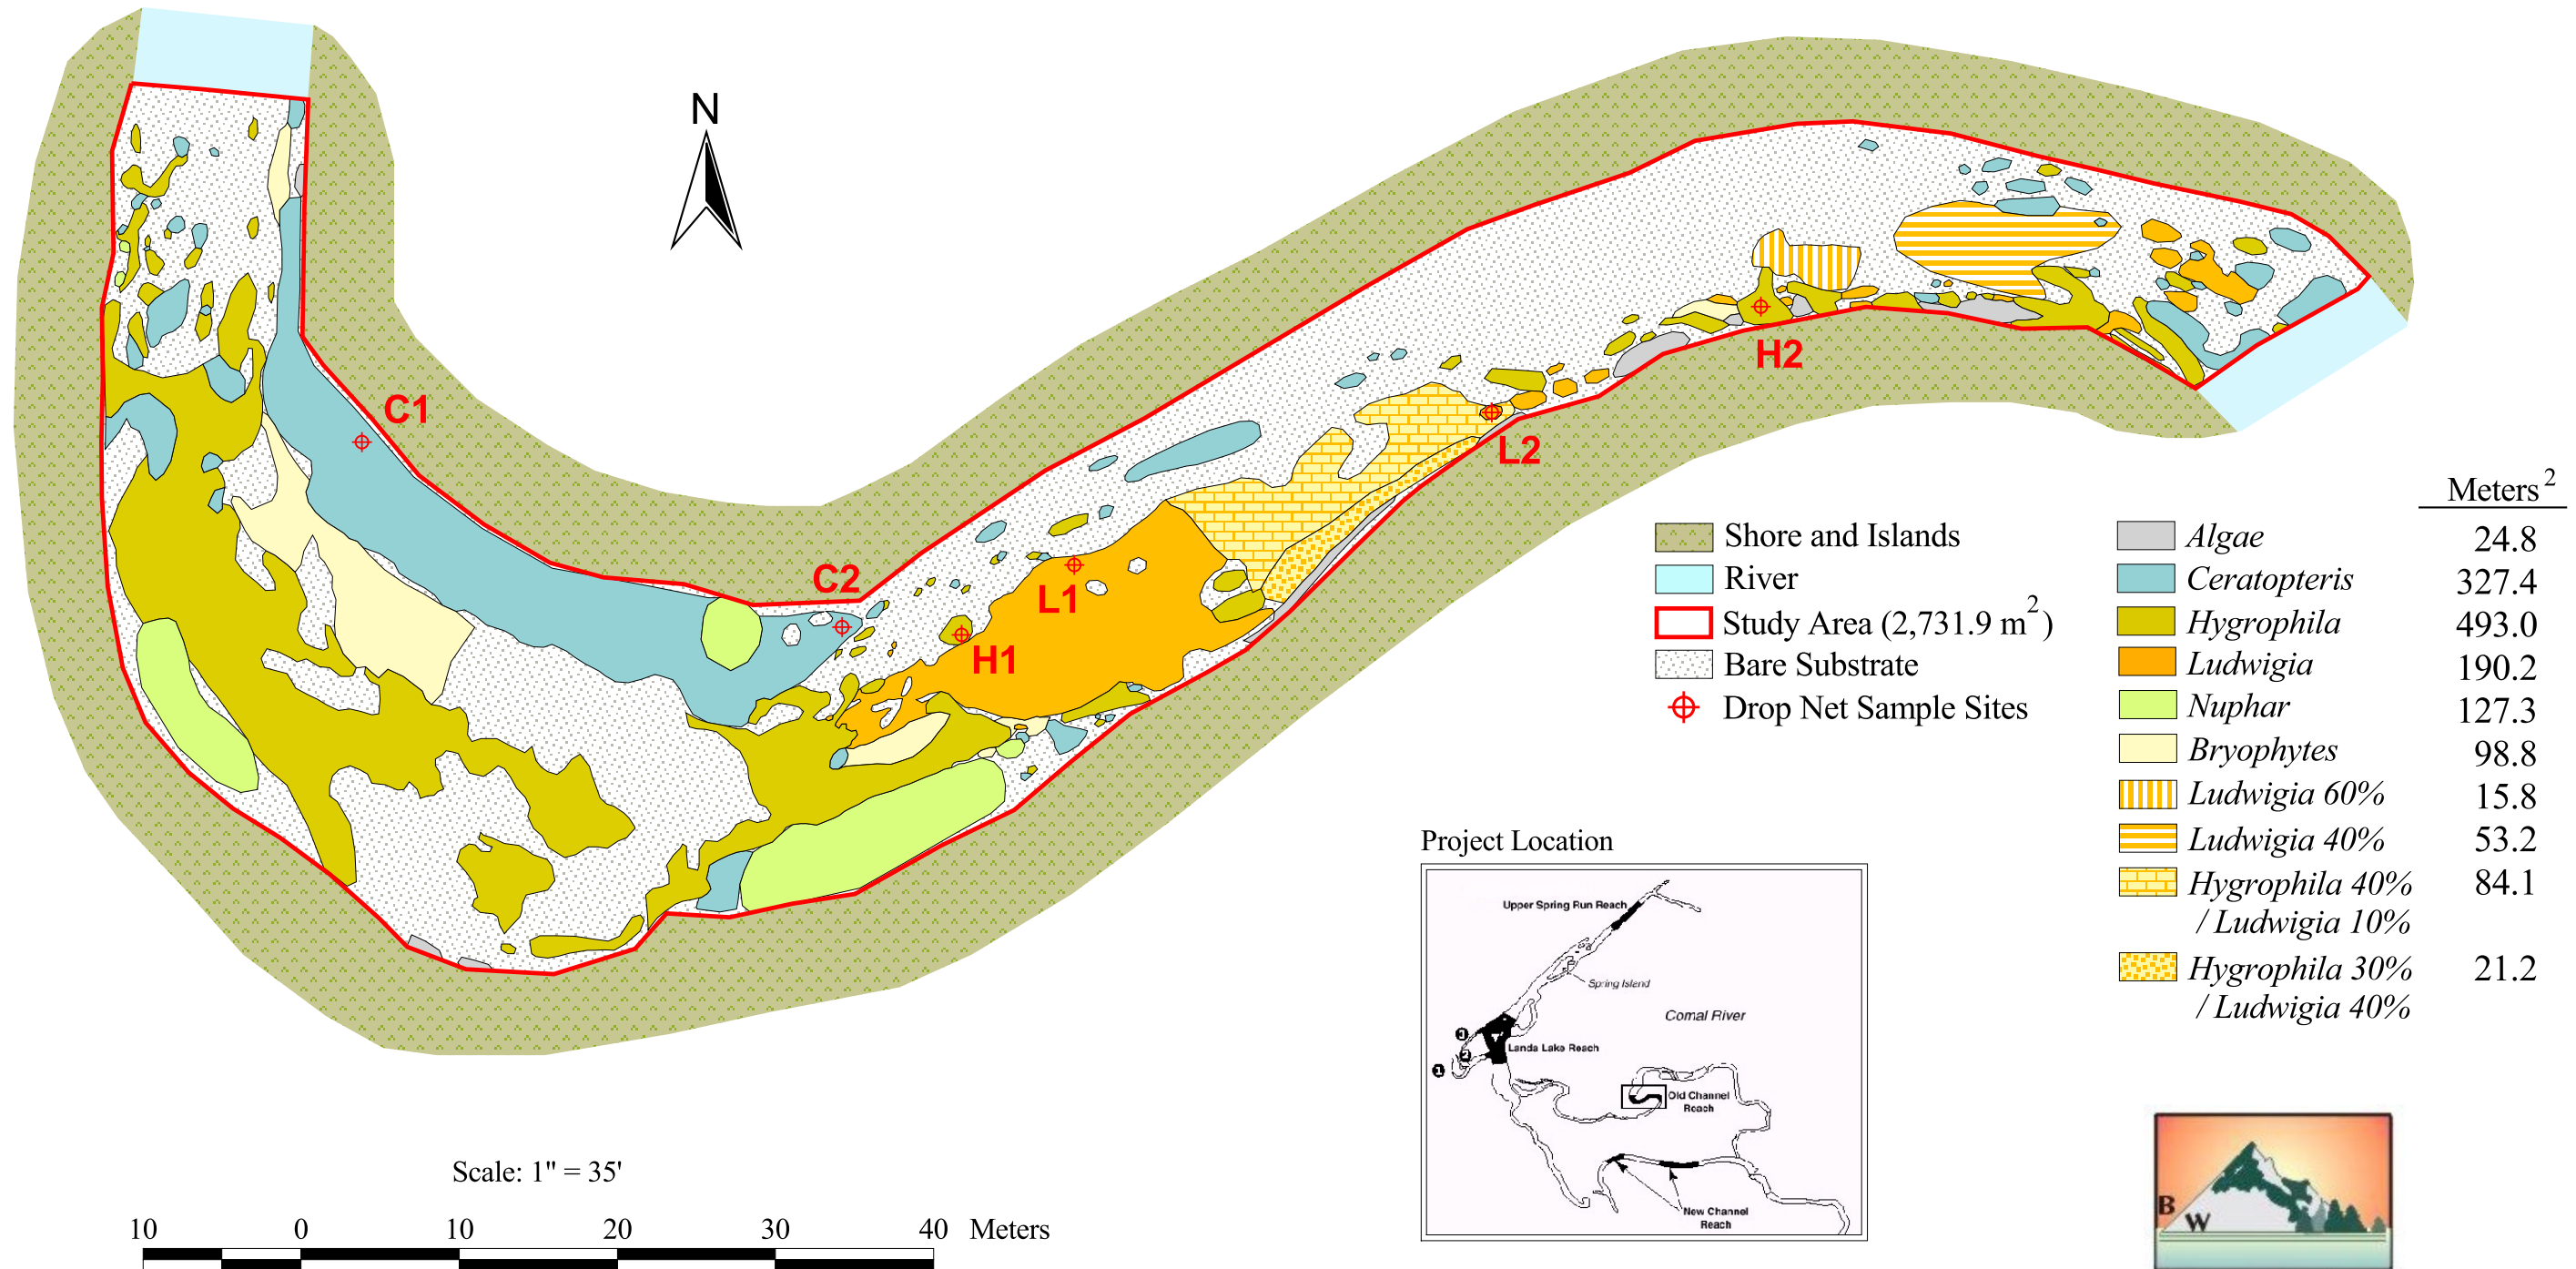 N
C1
C2
H1
L1
L2
H2
Shore and Islands
River
Study Area (2,731.9 m2)
Bare Substrate
Drop Net Sample Sites
Meters2
Algae 24.8
Ceratopteris 327.4
Hygrophila 493.0
Ludwigia 190.2
Nuphar 127.3
Bryophytes 98.8
Ludwigia 60% 15.8
Ludwigia 40% 53.2
Hygrophila 40% 84.1
/ Ludwigia 10%
Hygrophila 30% 21.2
/ Ludwigia 40%
Project Location
Upper Spring Run Reach
Spring Island
Comal River
3
2
1
Landa Lake Reach
Old Channel
Reach
New Channel
Reach
Scale: 1" = 35'
10 0 10 20 30 40 Meters
B
W